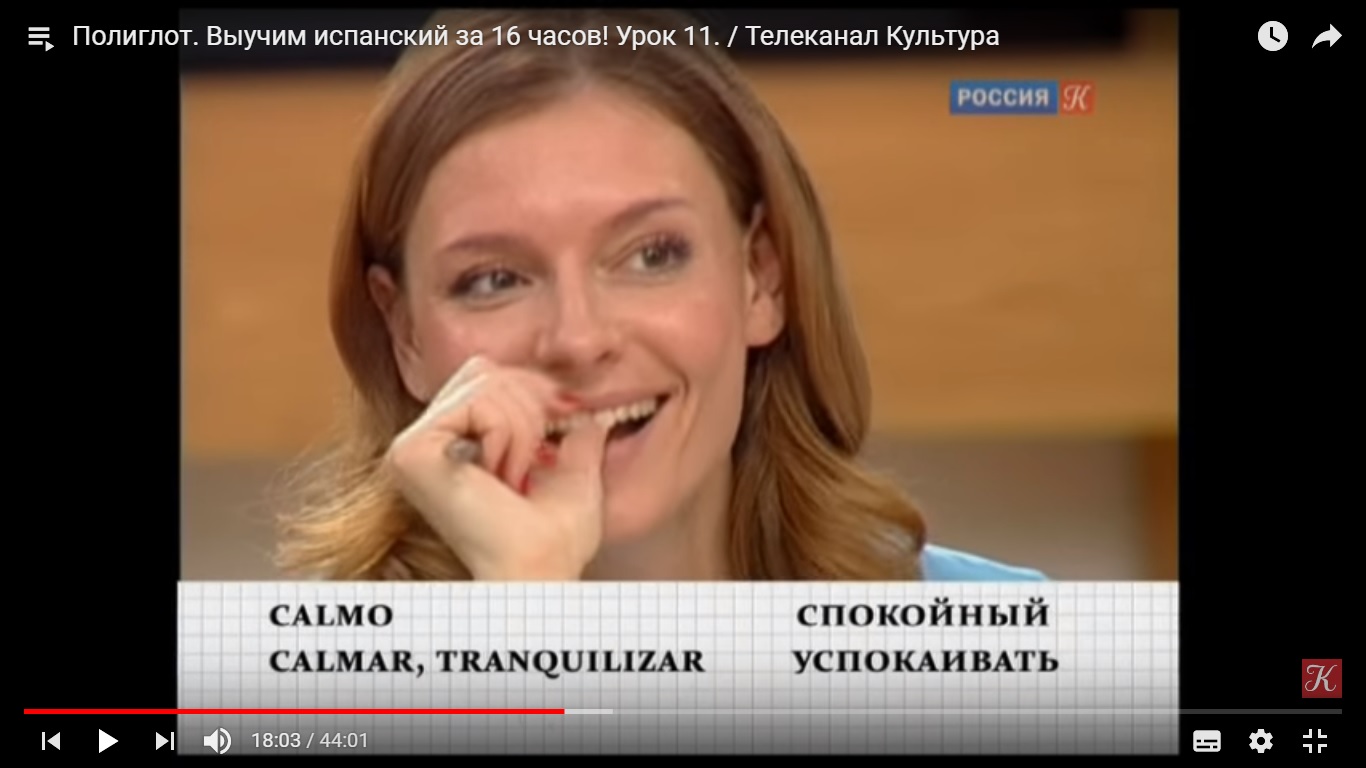 Полиглот. Выучим испанский за 16 часов! Урок 11. / Телеканал Культура
РОССИЯ К
CALMO СПОКОЙНЫЙ
CALMAR, TRANQUILIZAR УСПОКАИВАТЬ
К
18:03 / 44:01